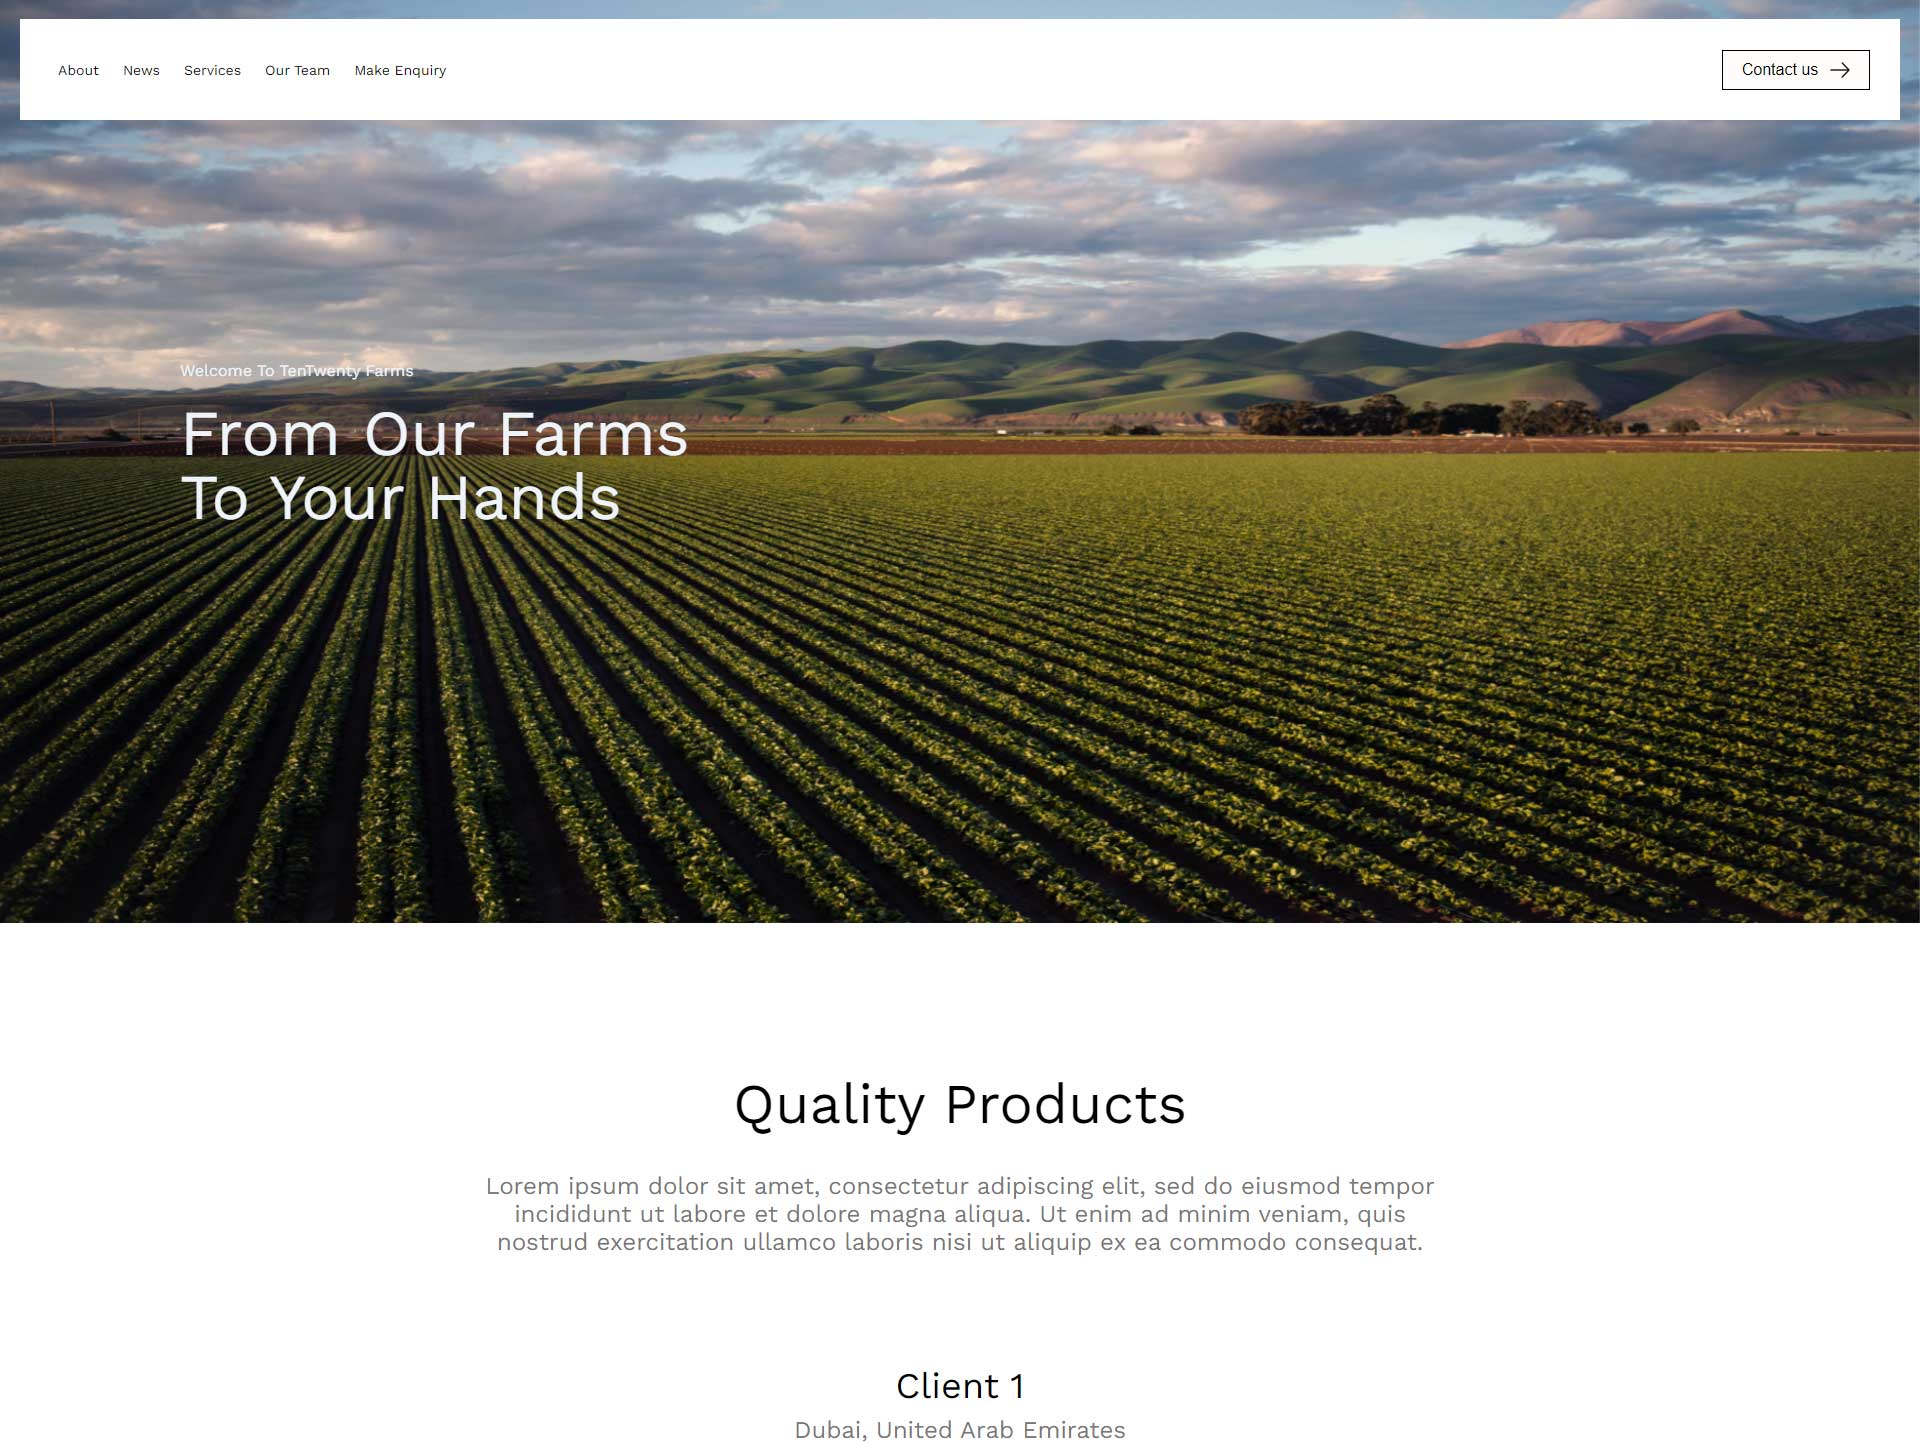 About News Services Our Team Make Enquiry Contact us
Welcome To TenTwenty Farms
From Our Farms
To Your Hands
Quality Products
Lorem ipsum dolor sit amet, consectetur adipiscing elit, sed do eiusmod tempor
incididunt ut labore et dolore magna aliqua. Ut enim ad minim veniam, quis
nostrud exercitation ullamco laboris nisi ut aliquip ex ea commodo consequat.
Client 1
Dubai, United Arab Emirates